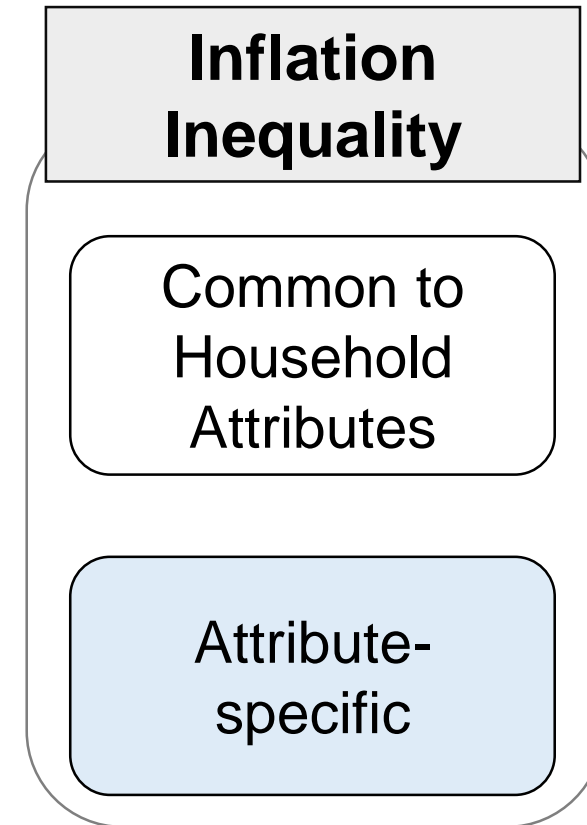 Inflation
Inequality
Common to
Household
Attributes
Attribute-
specific